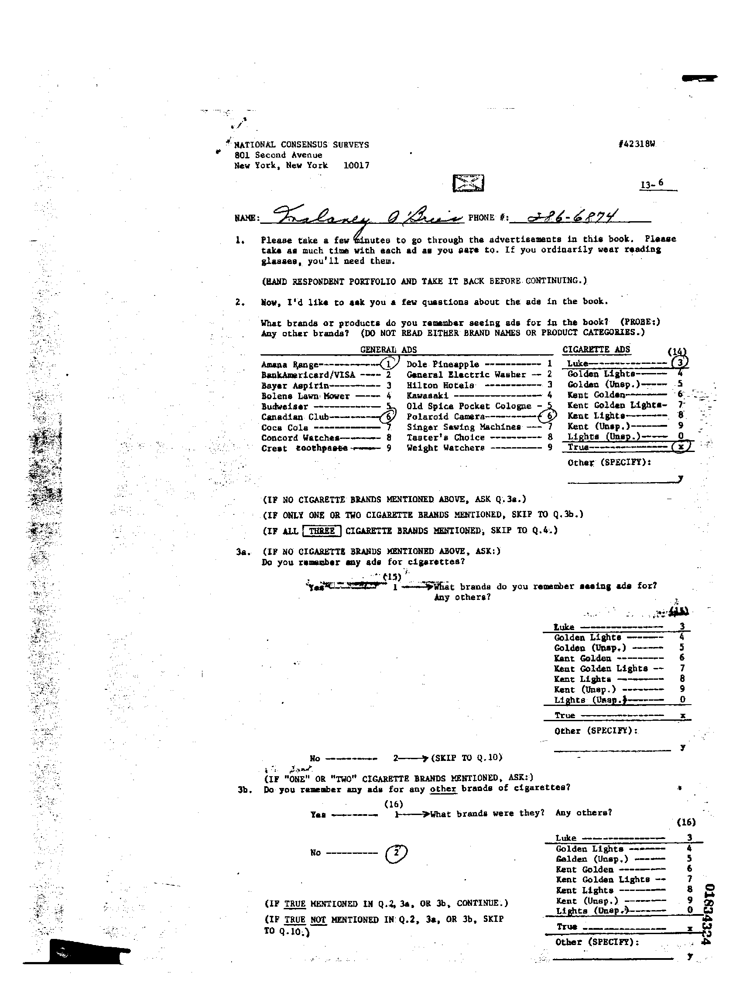 NATIONAL CONSENSUS SURVEYS #42318W
801 Second Avenue
New York, New York 10017
13- 6
NAME: O'Brien PHONE #: 286-6874
1. Please take a few minutes to go through the advertisements in this book. Please
take as much time with each ad as you care to. If you ordinarily wear reading
glasses, you'll need them.
(HAND RESPONDENT PORTFOLIO AND TAKE IT BACK BEFORE CONTINUING.)
2. Now, I'd like to ask you a few questions about the ads in the book.
What brands or products do you remember seeing ads for in the book? (PROBE:)
Any other brands? (DO NOT READ EITHER BRAND NAMES OR PRODUCT CATEGORIES.)
GENERAL ADS CIGARETTE ADS (14)
Amana Range----------- 1 Dole Pineapple ----------- 1 Luke----------------- 3
BankAmericard/VISA ---- 2 General Electric Washer -- 2 Golden Lights-------- 4
Bayer Aspirin--------- 3 Hilton Hotels ----------- 3 Golden (Unsp.)------ 5
Bolens Lawn Mower ----- 4 Kawasaki ----------------- 4 Kent Golden--------- 6
Budweiser ------------- 5 Old Spice Pocket Cologne - 5 Kent Golden Lights- 7
Canadian Club---------- 6 Polaroid Camera----------- 6 Kent Lights--------- 8
Coca Cola ------------- 7 Singer Sewing Machines --- 7 Kent (Unsp.)-------- 9
Concord Watches-------- 8 Taster's Choice ---------- 8 Lights (Unsp.)------ 0
Crest toothpaste ------ 9 Weight Watchers ---------- 9 True---------------- x
Other (SPECIFY):
y
(IF NO CIGARETTE BRANDS MENTIONED ABOVE, ASK Q.3a.)
(IF ONLY ONE OR TWO CIGARETTE BRANDS MENTIONED, SKIP TO Q.3b.)
(IF ALL THREE CIGARETTE BRANDS MENTIONED, SKIP TO Q.4.)
3a. (IF NO CIGARETTE BRANDS MENTIONED ABOVE, ASK:)
Do you remember any ads for cigarettes?
(15)
Yes --------- 1 ---->What brands do you remember seeing ads for?
Any others?
Luke ---------------- 3
Golden Lights ------- 4
Golden (Unsp.) ------ 5
Kent Golden --------- 6
Kent Golden Lights -- 7
Kent Lights --------- 8
Kent (Unsp.) -------- 9
Lights (Unsp.)------- 0
True ---------------- x
Other (SPECIFY):
y
No ---------- 2---> (SKIP TO Q.10)
(IF "ONE" OR "TWO" CIGARETTE BRANDS MENTIONED, ASK:)
3b. Do you remember any ads for any other brands of cigarettes?
(16)
Yes --------- 1---->What brands were they? Any others?
(16)
Luke ---------------- 3
No ---------- 2 Golden Lights ------- 4
Golden (Unsp.) ------ 5
Kent Golden --------- 6
Kent Golden Lights -- 7
Kent Lights --------- 8
(IF TRUE MENTIONED IN Q.2, 3a, OR 3b, CONTINUE.) Kent (Unsp.) -------- 9
(IF TRUE NOT MENTIONED IN Q.2, 3a, OR 3b, SKIP Lights (Unsp.)------- 0
TO Q.10.) True ---------------- x
Other (SPECIFY):
y
01834324